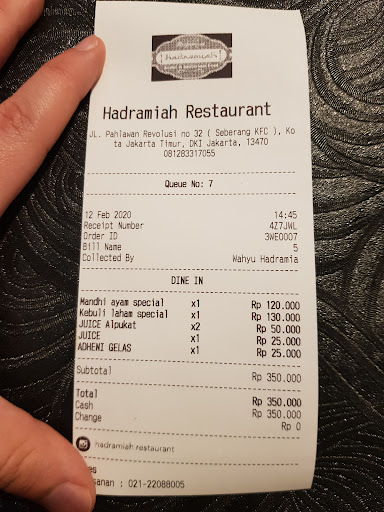 hadramiah
Hadramiah Restaurant
JL. Pahlawan Revolusi no 32 ( Seberang KFC ), Ko
ta Jakarta Timur, DKI Jakarta, 13470
081283317055
Queue No: 7
12 Feb 2020 14:45
Receipt Number 4Z7JWL
Order ID 3WEO007
Bill Name 5
Collected By Wahyu Hadramia
DINE IN
Mandhi ayam special x1 Rp 120.000
Kebuli laham special x1 Rp 130.000
JUICE Alpukat x2 Rp 50.000
JUICE x1 Rp 25.000
ADHENI GELAS x1 Rp 25.000
Subtotal Rp 350.000
Total Rp 350.000
Cash Rp 350.000
Change Rp 0
hadramiah restaurant
es
anan : 021-22088005